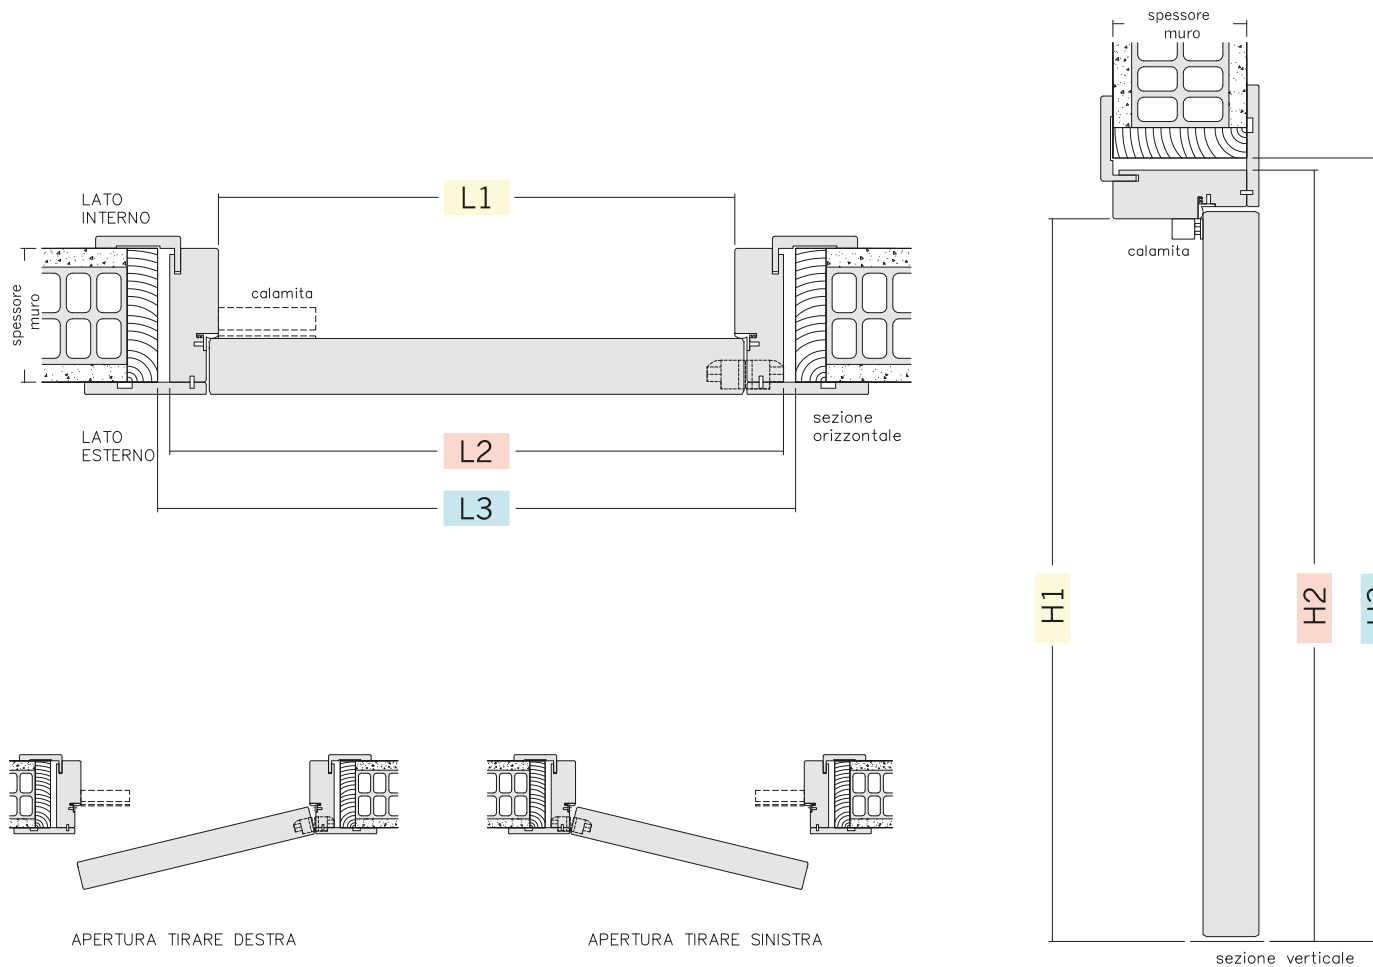 LATO
INTERNO
L1
spessore
muro
calamita
LATO
ESTERNO
L2
sezione
orizzontale
L3
APERTURA TIRARE DESTRA
APERTURA TIRARE SINISTRA
spessore
muro
calamita
H1
H2
sezione verticale